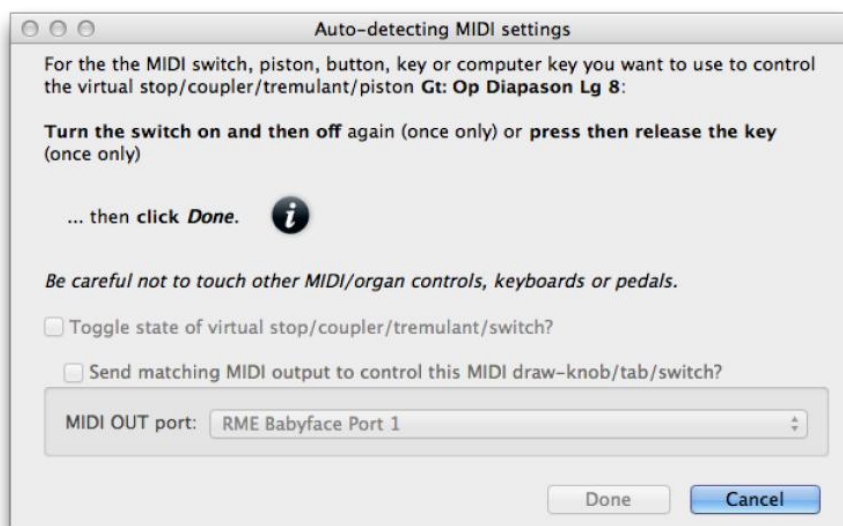 Auto-detecting MIDI settings
For the the MIDI switch, piston, button, key or computer key you want to use to control
the virtual stop/coupler/tremulant/piston Gt: Op Diapason Lg 8:
Turn the switch on and then off again (once only) or press then release the key
(once only)
... then click Done.
Be careful not to touch other MIDI/organ controls, keyboards or pedals.
Toggle state of virtual stop/coupler/tremulant/switch?
Send matching MIDI output to control this MIDI draw-knob/tab/switch?
MIDI OUT port: RME Babyface Port 1
Done Cancel